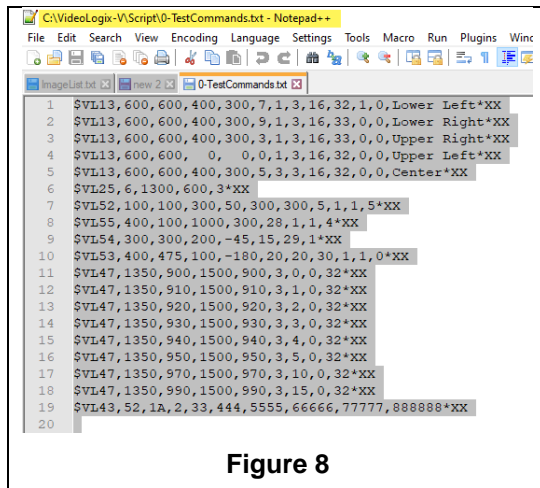 C:\VideoLogix-V\Script\0-TestCommands.txt - Notepad++
File Edit Search View Encoding Language Settings Tools Macro Run Plugins Winc
ImageList.txt new 2 0-TestCommands.txt
1 $VL13,600,600,400,300,7,1,3,16,32,1,0,Lower Left*XX
2 $VL13,600,600,400,300,9,1,3,16,33,0,0,Lower Right*XX
3 $VL13,600,600,400,300,3,1,3,16,33,0,0,Upper Right*XX
4 $VL13,600,600,   0,   0,0,1,3,16,32,0,0,Upper Left*XX
5 $VL13,600,600,400,300,5,3,3,16,32,0,0,Center*XX
6 $VL25,6,1300,600,3*XX
7 $VL52,100,100,300,50,300,300,5,1,1,5*XX
8 $VL55,400,100,1000,300,28,1,1,4*XX
9 $VL54,300,300,200,-45,15,29,1*XX
10 $VL53,400,475,100,-180,20,20,30,1,1,0*XX
11 $VL47,1350,900,1500,900,3,0,0,32*XX
12 $VL47,1350,910,1500,910,3,1,0,32*XX
13 $VL47,1350,920,1500,920,3,2,0,32*XX
14 $VL47,1350,930,1500,930,3,3,0,32*XX
15 $VL47,1350,940,1500,940,3,4,0,32*XX
16 $VL47,1350,950,1500,950,3,5,0,32*XX
17 $VL47,1350,970,1500,970,3,10,0,32*XX
18 $VL47,1350,990,1500,990,3,15,0,32*XX
19 $VL43,52,1A,2,33,444,5555,66666,77777,888888*XX
20
Figure 8